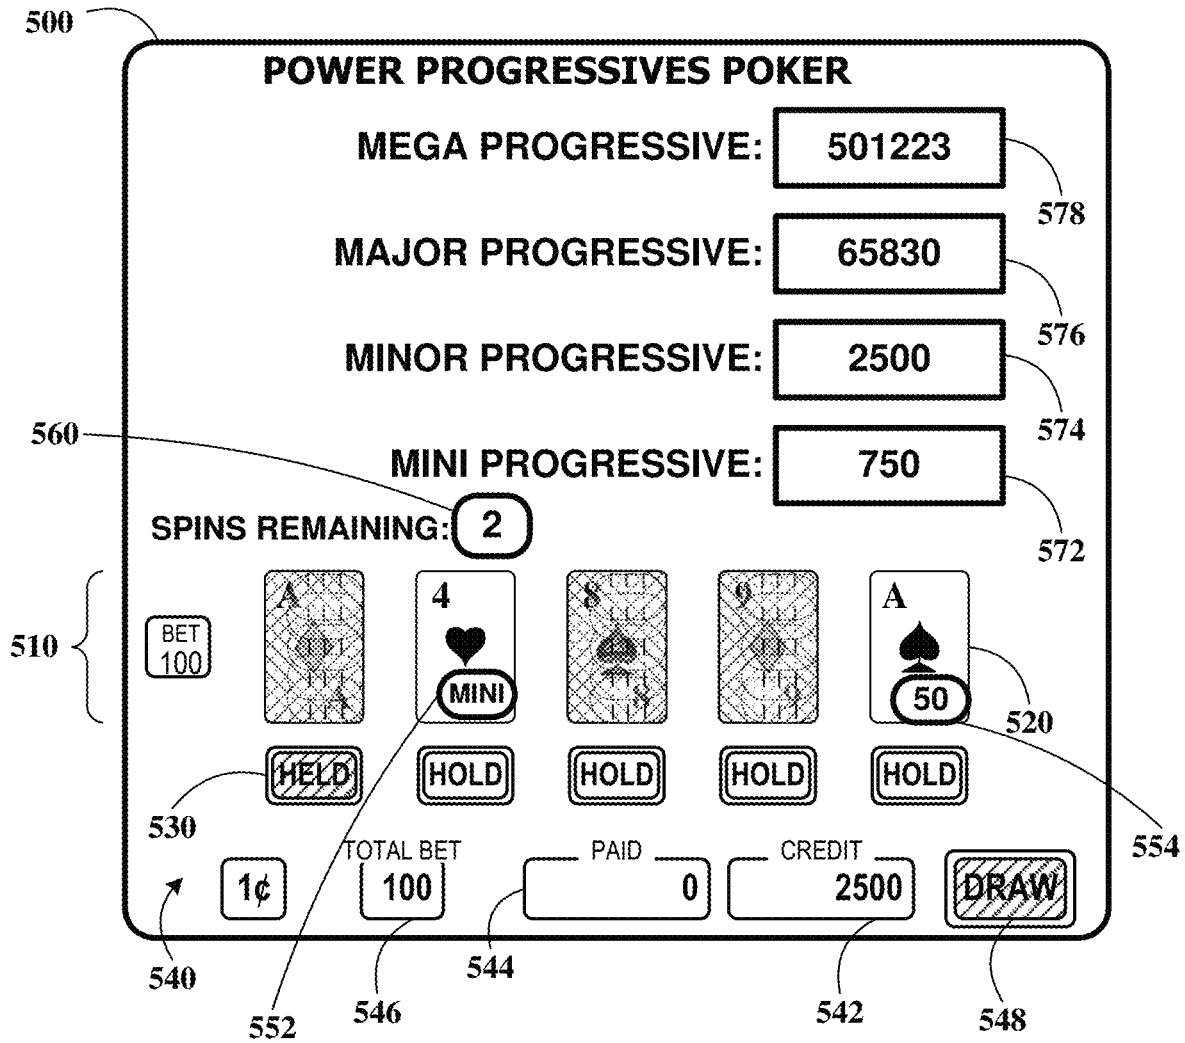 500
POWER PROGRESSIVES POKER
MEGA PROGRESSIVE: 501223
578
MAJOR PROGRESSIVE: 65830
576
MINOR PROGRESSIVE: 2500
574
560
MINI PROGRESSIVE: 750
572
SPINS REMAINING: 2
510
BET
100
A
A
4
MINI
8
8
9
9
A
50
520
HELD HOLD HOLD HOLD HOLD
530
554
TOTAL BET PAID CREDIT
1¢ 100 0 2500 DRAW
540
552
546
544
542
548